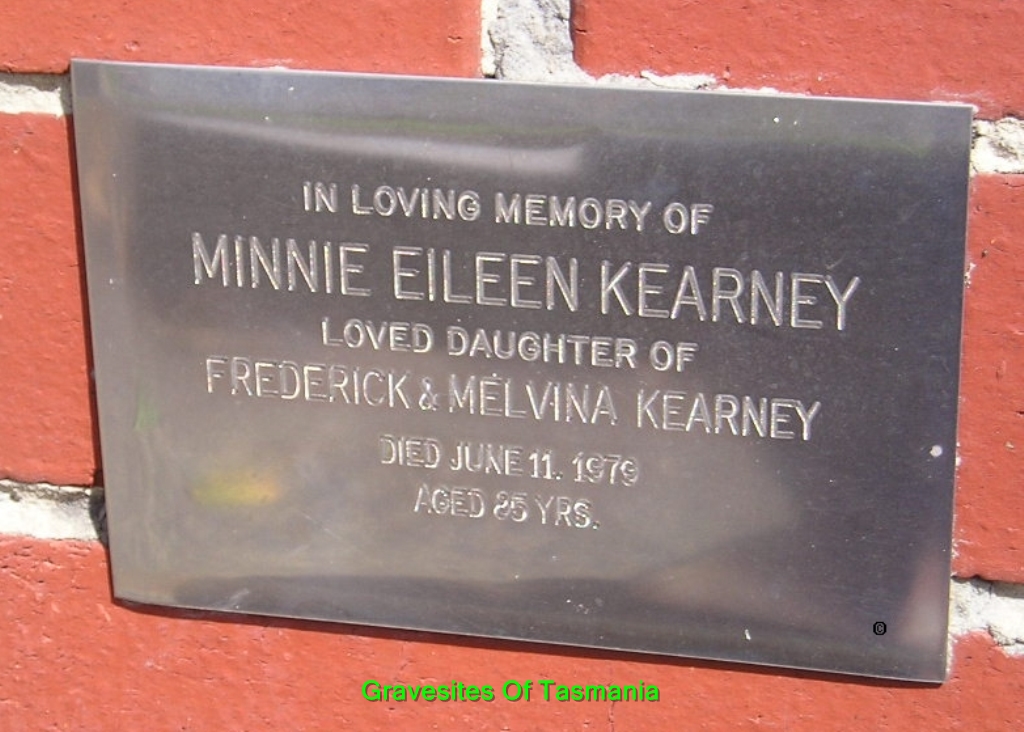 IN LOVING MEMORY OF
MINNIE EILEEN KEARNEY
LOVED DAUGHTER OF
FREDERICK & MELVINA KEARNEY
DIED JUNE 11. 1979
AGED 85 YRS.
©
Gravesites Of Tasmania